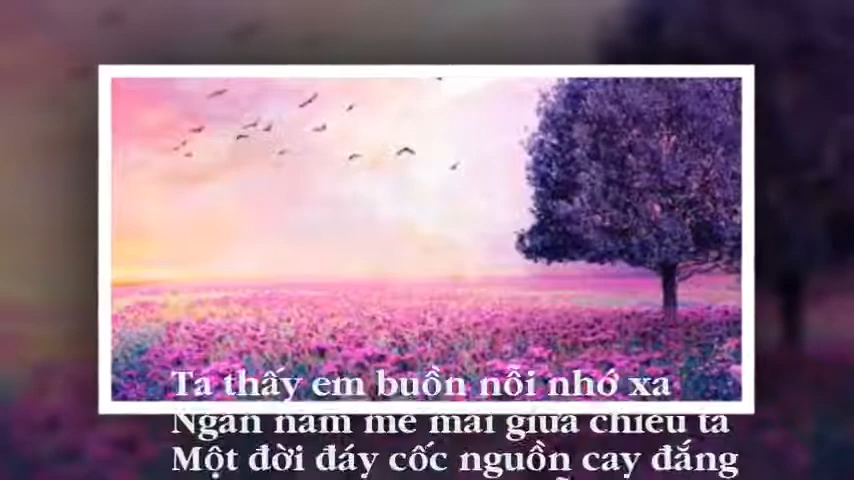 Ta thấy em buồn nỗi nhớ xa
Ngàn năm mê mải giữa chiều tà
Một đời đáy cốc nguồn cay đắng